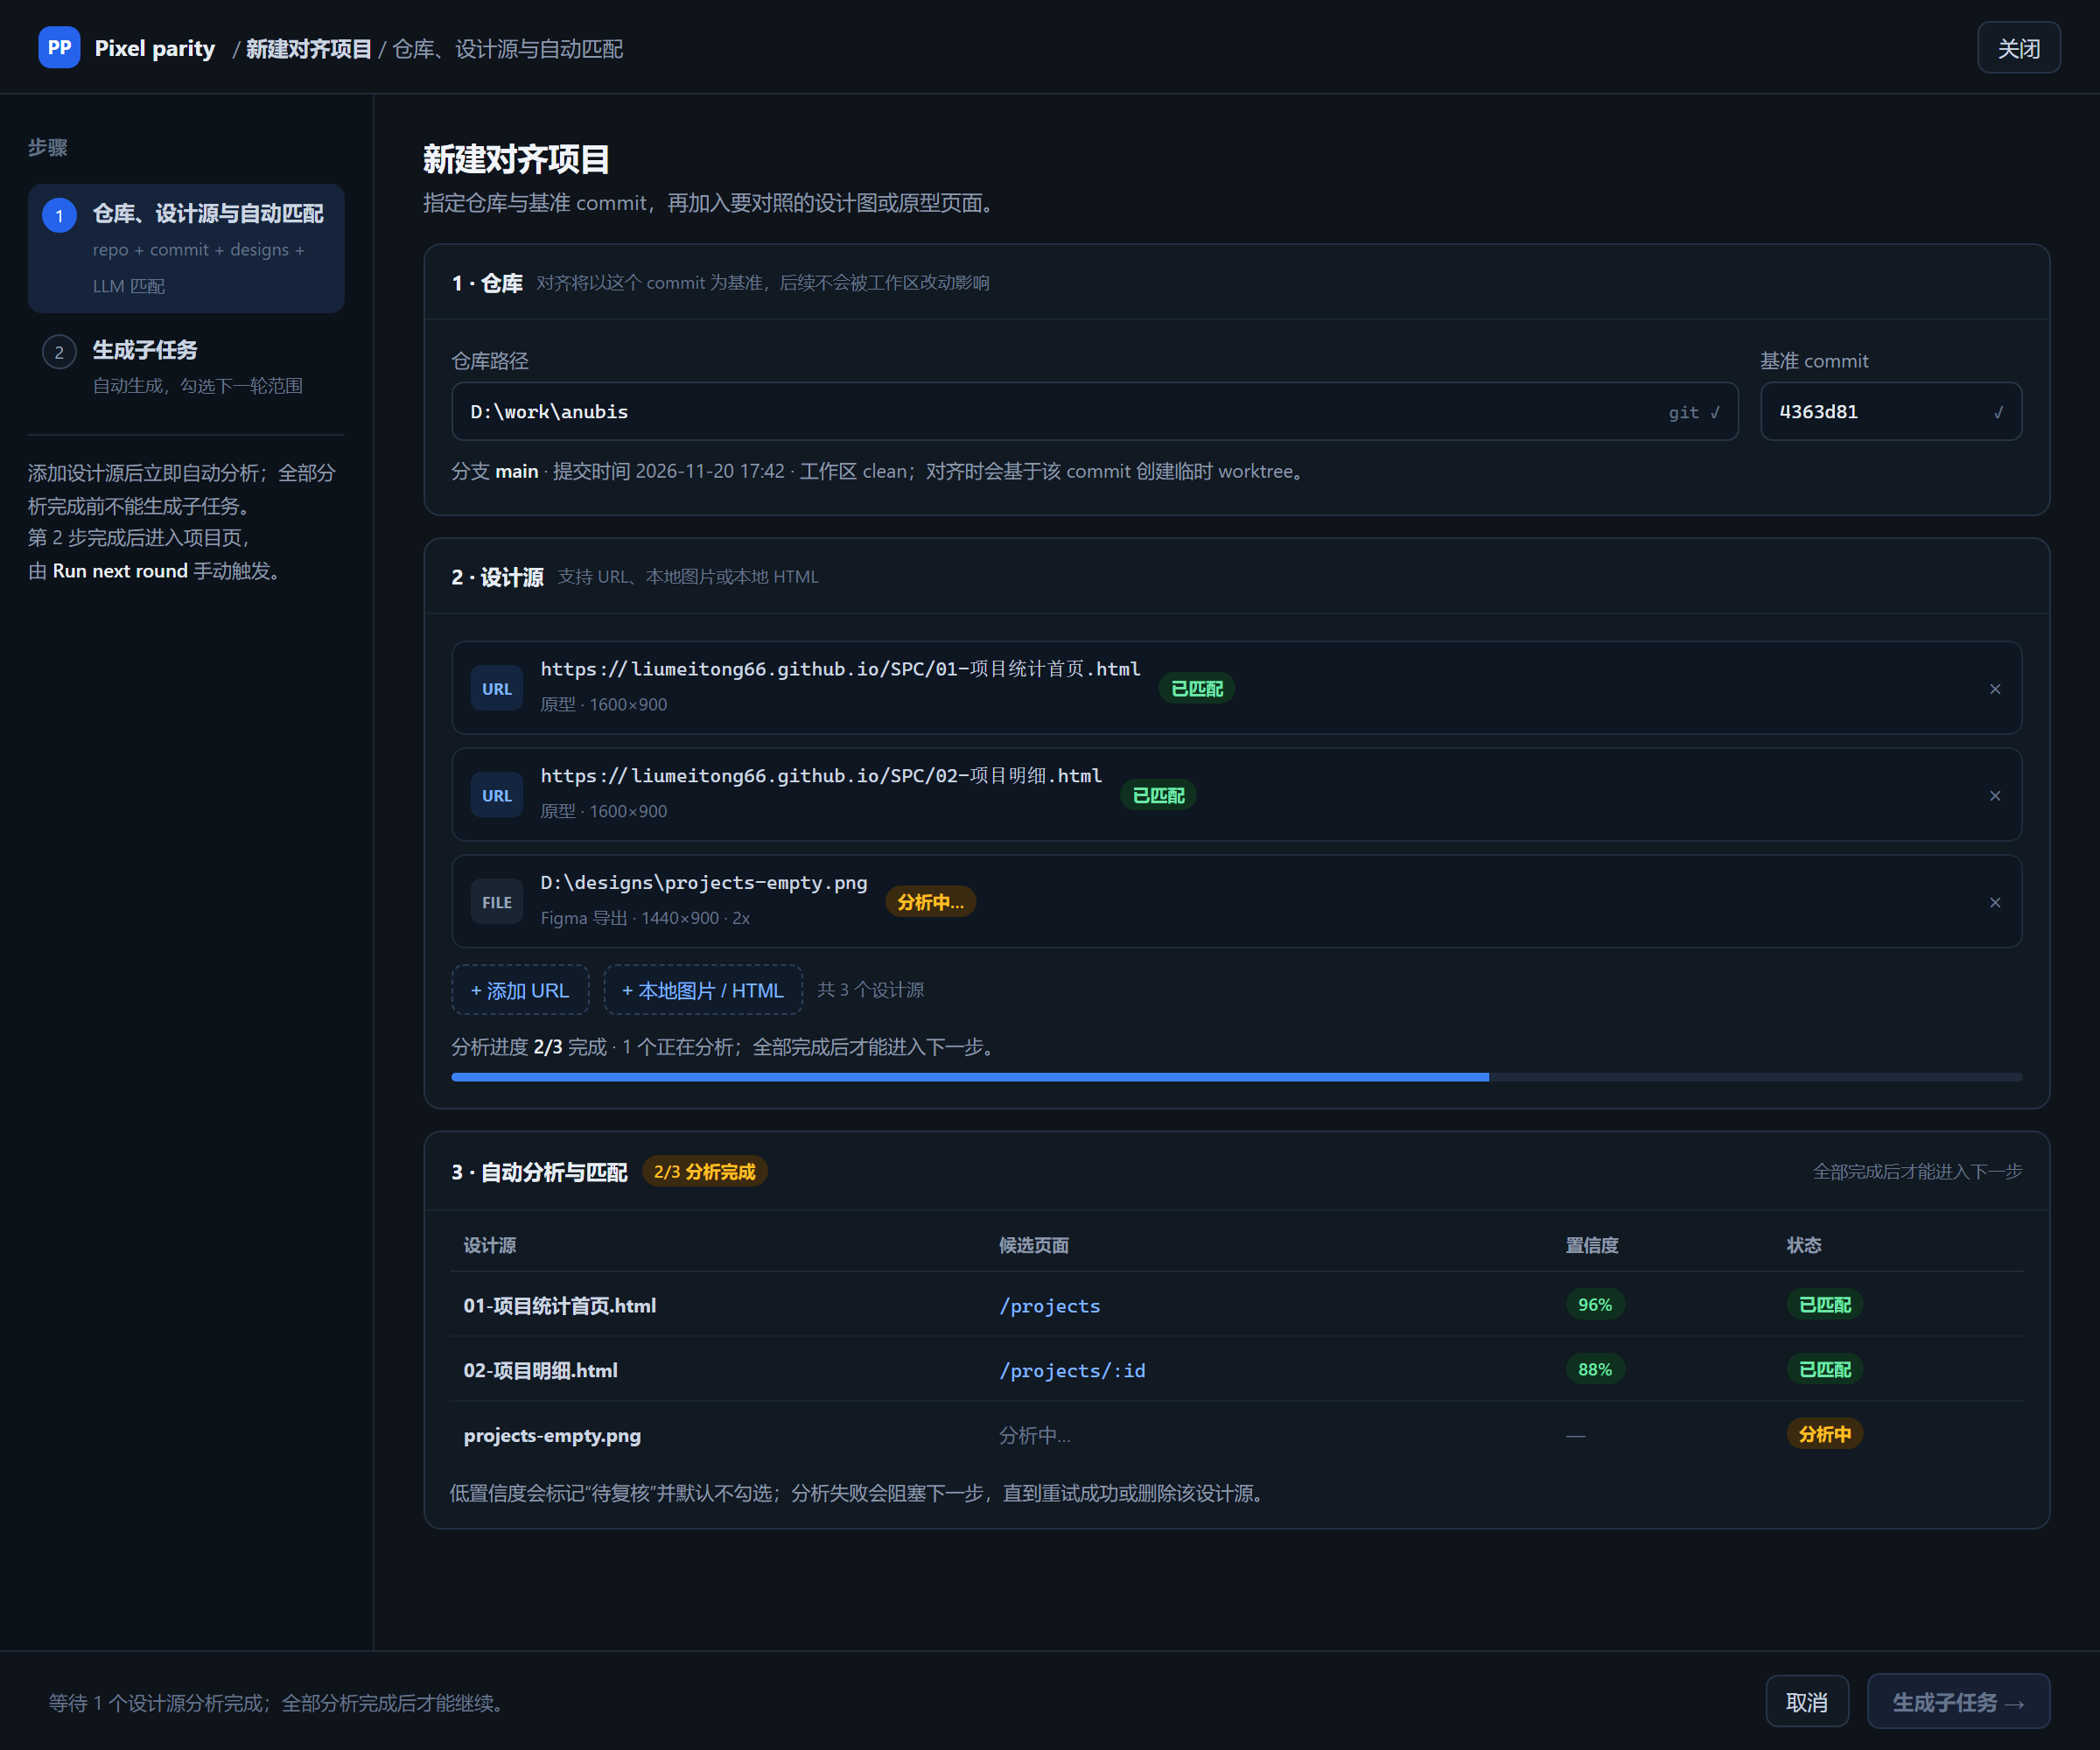 PP Pixel parity / 新建对齐项目 / 仓库、设计源与自动匹配
关闭
步骤
1 仓库、设计源与自动匹配
repo + commit + designs +
LLM 匹配
2 生成子任务
自动生成，勾选下一轮范围
添加设计源后立即自动分析；全部分
析完成前不能生成子任务。
第 2 步完成后进入项目页，
由 Run next round 手动触发。
新建对齐项目
指定仓库与基准 commit，再加入要对照的设计图或原型页面。
1 · 仓库 对齐将以这个 commit 为基准，后续不会被工作区改动影响
仓库路径
D:\work\anubis git ✓
基准 commit
4363d81 ✓
分支 main · 提交时间 2026-11-20 17:42 · 工作区 clean；对齐时会基于该 commit 创建临时 worktree。
2 · 设计源 支持 URL、本地图片或本地 HTML
URL https://liumeitong66.github.io/SPC/01-项目统计首页.html 已匹配 ×
原型 · 1600×900
URL https://liumeitong66.github.io/SPC/02-项目明细.html 已匹配 ×
原型 · 1600×900
FILE D:\designs\projects-empty.png 分析中… ×
Figma 导出 · 1440×900 · 2x
+ 添加 URL + 本地图片 / HTML 共 3 个设计源
分析进度 2/3 完成 · 1 个正在分析；全部完成后才能进入下一步。
3 · 自动分析与匹配 2/3 分析完成 全部完成后才能进入下一步
设计源 候选页面 置信度 状态
01-项目统计首页.html /projects 96% 已匹配
02-项目明细.html /projects/:id 88% 已匹配
projects-empty.png 分析中… — 分析中
低置信度会标记“待复核”并默认不勾选；分析失败会阻塞下一步，直到重试成功或删除该设计源。
等待 1 个设计源分析完成；全部分析完成后才能继续。
取消 生成子任务 →